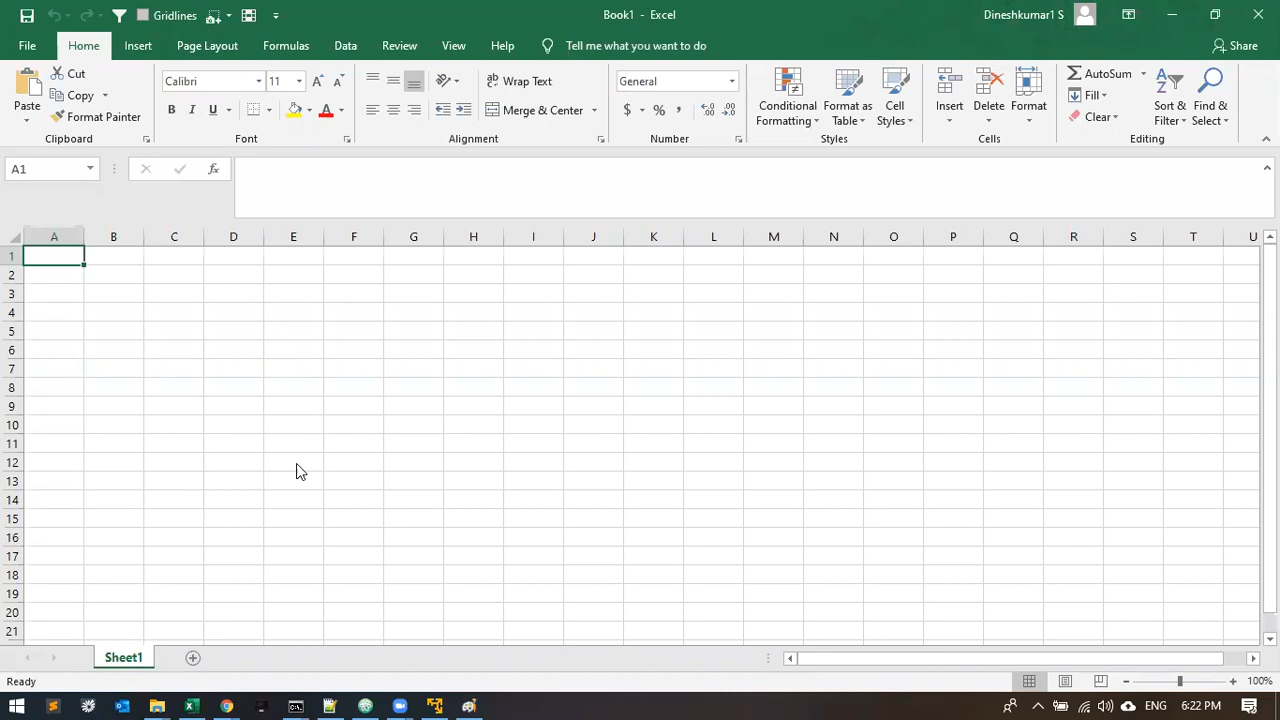 Gridlines
Book1 - Excel
Dineshkumar1 S
File Home Insert Page Layout Formulas Data Review View Help Tell me what you want to do Share
Paste
Cut
Copy
Format Painter
Clipboard
Calibri 11
B I U
A
Font
ab Wrap Text
Merge & Center
Alignment
General
$ % ,
Number
Conditional Formatting
Format as Table
Cell Styles
Styles
Insert Delete Format
Cells
AutoSum
Fill
Clear
Sort & Filter
Find & Select
Editing
A1
fx
A B C D E F G H I J K L M N O P Q R S T U
1
2
3
4
5
6
7
8
9
10
11
12
13
14
15
16
17
18
19
20
21
Sheet1
Ready
100%
ENG 6:22 PM